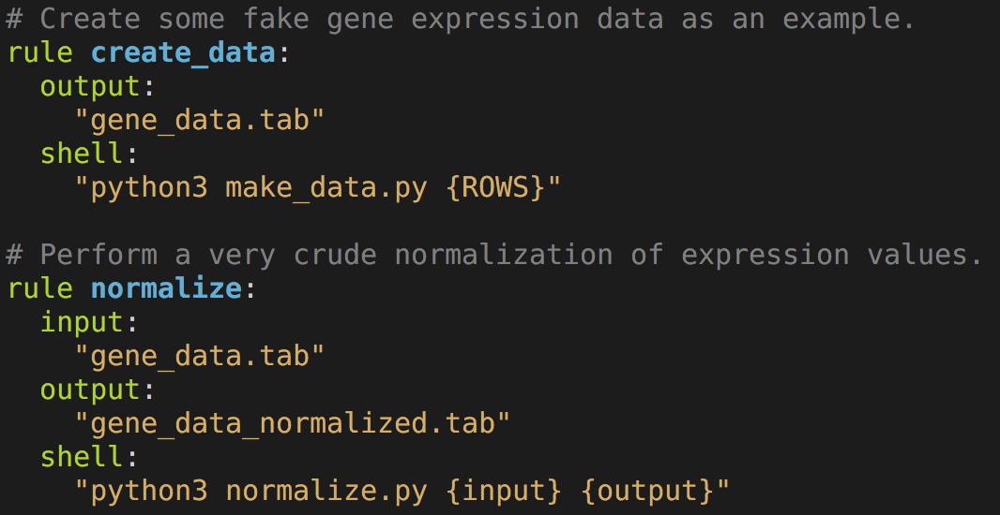 # Create some fake gene expression data as an example.
rule create_data:
  output:
    "gene_data.tab"
  shell:
    "python3 make_data.py {ROWS}"

# Perform a very crude normalization of expression values.
rule normalize:
  input:
    "gene_data.tab"
  output:
    "gene_data_normalized.tab"
  shell:
    "python3 normalize.py {input} {output}"